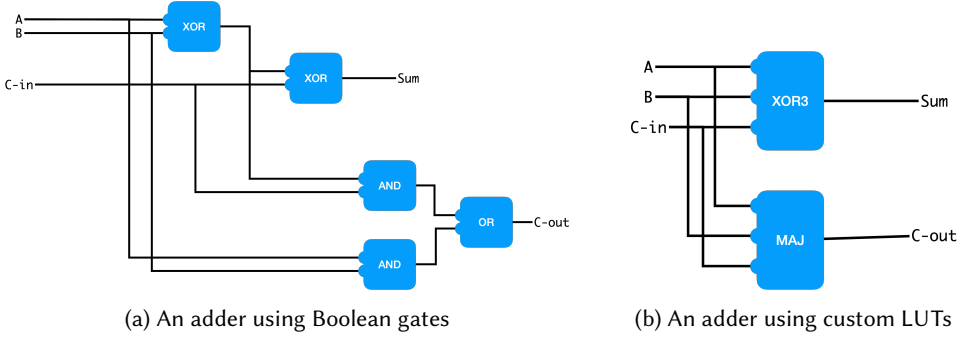 A
B
C-in
XOR
XOR
Sum
AND
AND
OR
C-out
(a) An adder using Boolean gates
A
B
C-in
XOR3
Sum
MAJ
C-out
(b) An adder using custom LUTs